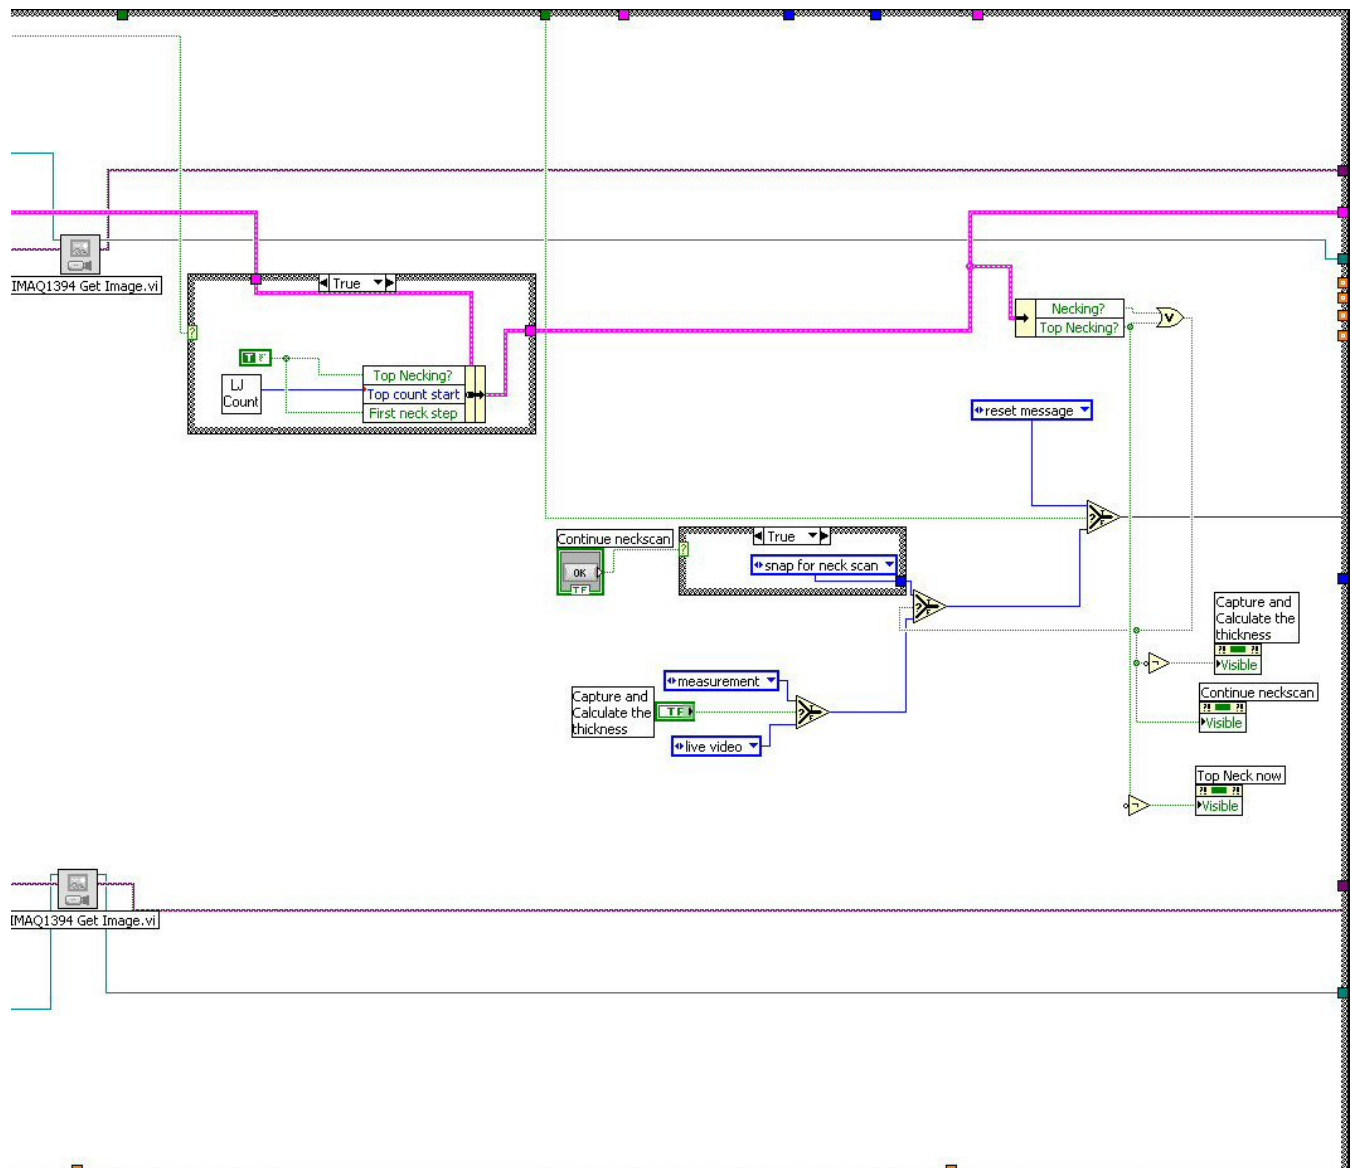 IMAQ1394 Get Image.vi
True
?
T F
LJ
Count
Top Necking?
Top count start
First neck step
Necking?
Top Necking?
V
reset message
?
T
F
Continue neckscan
OK
TF
?
True
snap for neck scan
?
T
F
measurement
Capture and
Calculate the
thickness
TF
?
T
F
live video
Capture and
Calculate the
thickness
?! ?!
Visible
Continue neckscan
?! ?!
Visible
Top Neck now
?! ?!
Visible
IMAQ1394 Get Image.vi